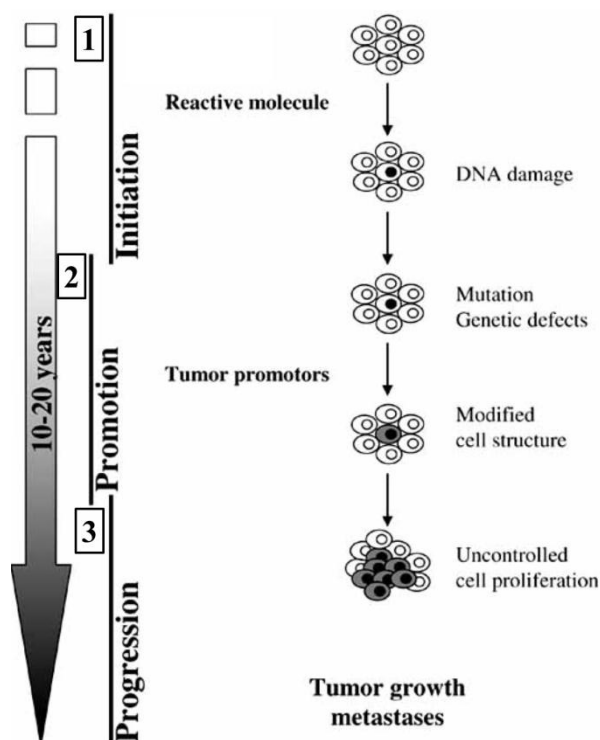 1
Reactive molecule
Initiation
DNA damage
2
Mutation
Genetic defects
10-20 years
Promotion
Tumor promotors
Modified
cell structure
3
Uncontrolled
cell proliferation
Progression
Tumor growth
metastases